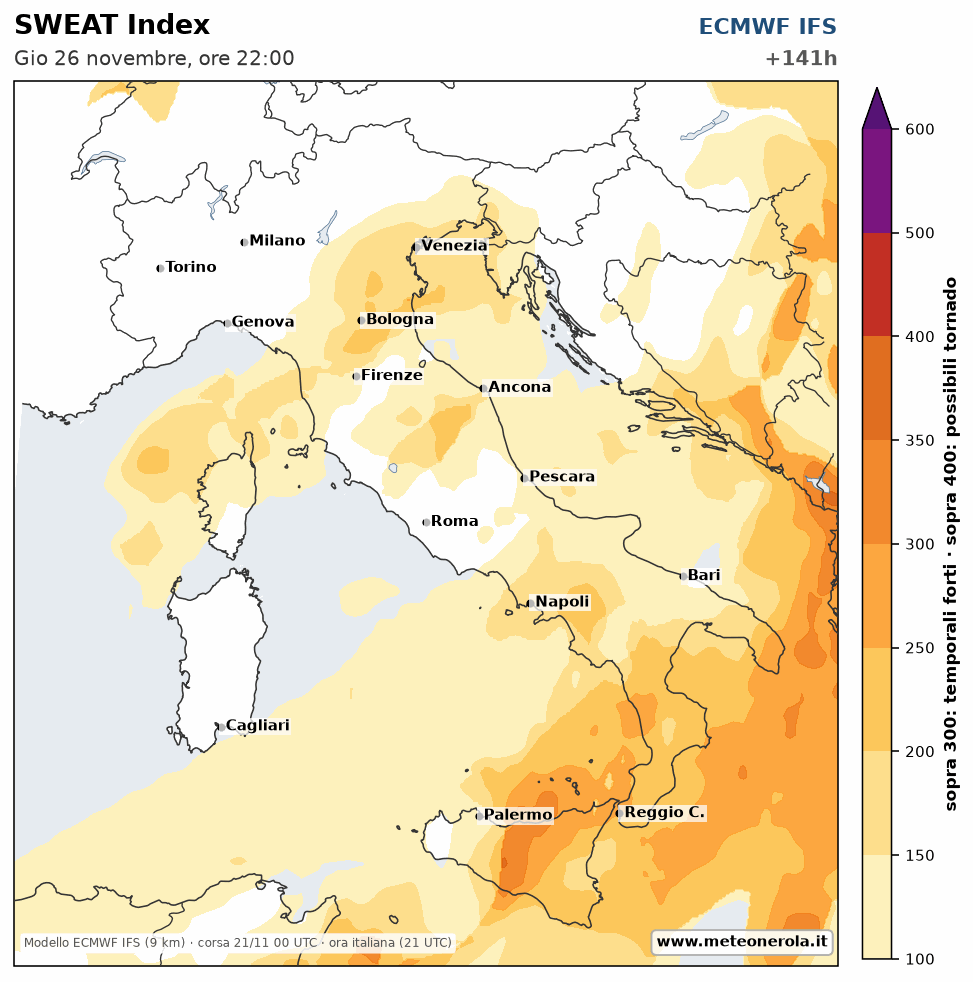 SWEAT Index
ECMWF IFS
Gio 26 novembre, ore 22:00
+141h
600
500
400
350
300
250
200
150
100
sopra 300: temporali forti · sopra 400: possibili tornado
Milano
Venezia
Torino
Genova
Bologna
Firenze
Ancona
Pescara
Roma
Bari
Napoli
Cagliari
Palermo
Reggio C.
Modello ECMWF IFS (9 km) · corsa 21/11 00 UTC · ora italiana (21 UTC)
www.meteonerola.it